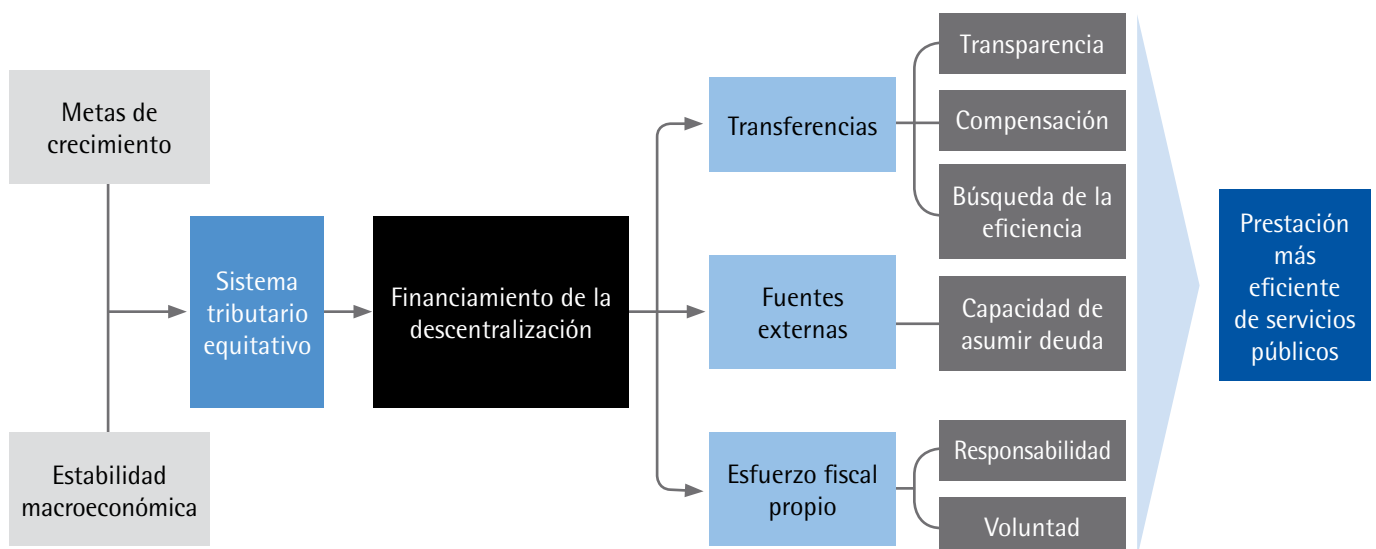 Metas de
crecimiento
Estabilidad
macroeconómica
Sistema
tributario
equitativo
Financiamiento de la
descentralización
Transferencias
Fuentes
externas
Esfuerzo fiscal
propio
Transparencia
Compensación
Búsqueda de la
eficiencia
Capacidad de
asumir deuda
Responsabilidad
Voluntad
Prestación
más
eficiente
de servicios
públicos